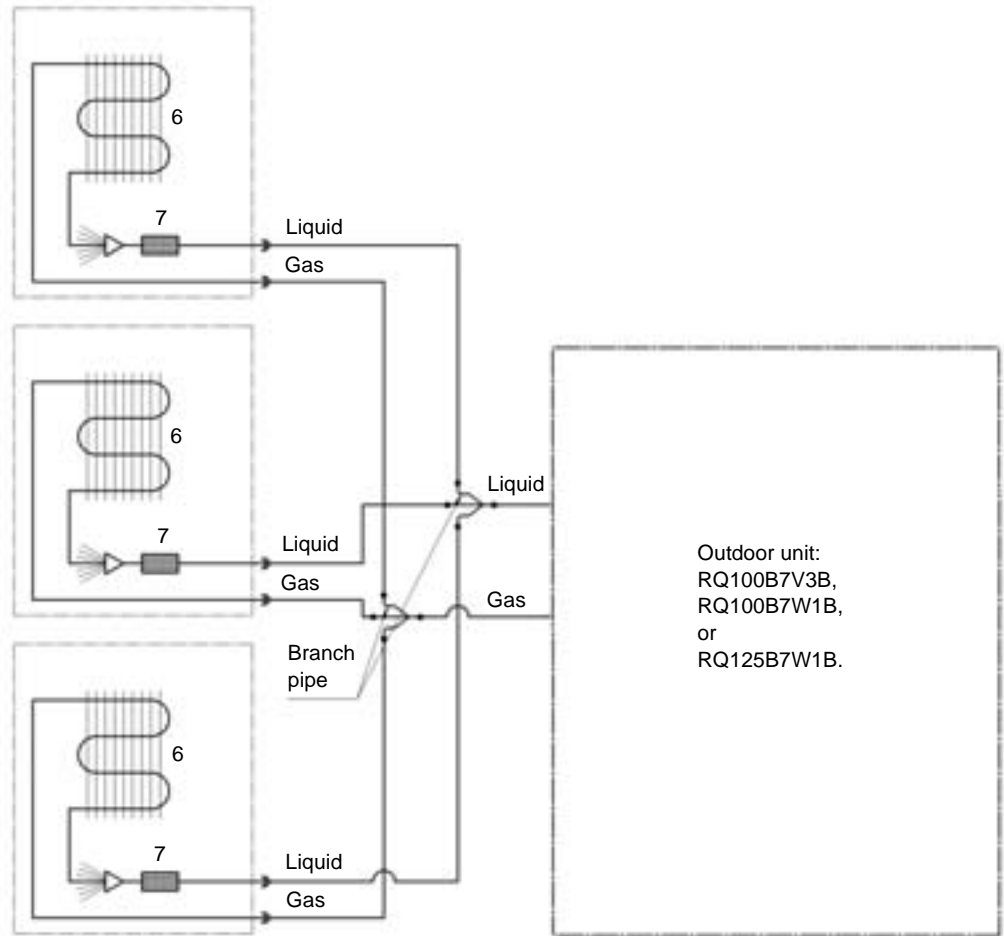 6
7
Liquid
Gas
6
Liquid
7
Liquid
Gas
Gas
Outdoor unit:
RQ100B7V3B,
RQ100B7W1B,
or
RQ125B7W1B.
Branch
pipe
6
7
Liquid
Gas